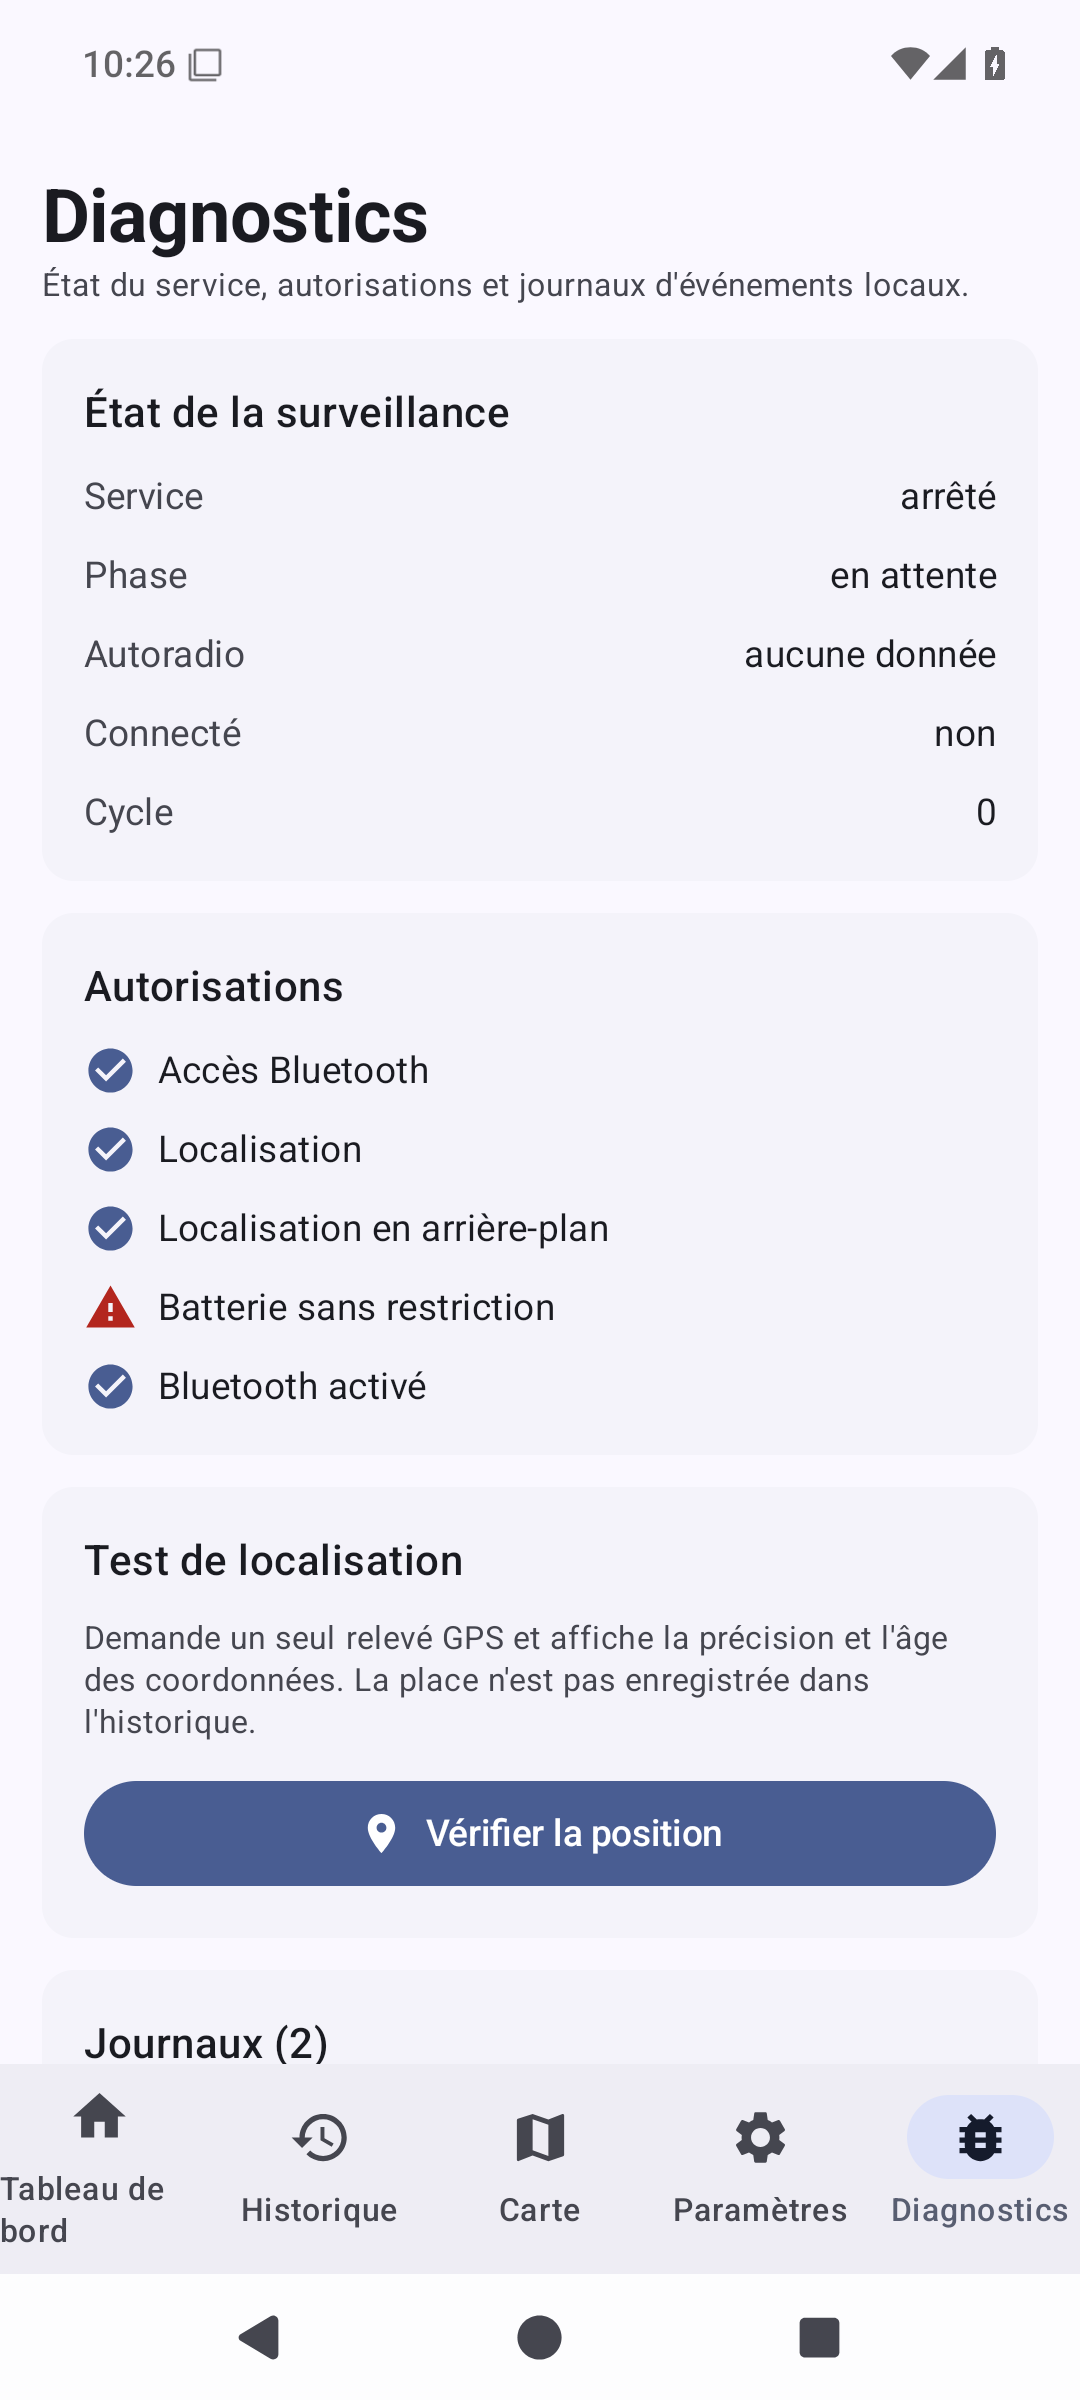 10:26
Diagnostics
État du service, autorisations et journaux d'événements locaux.
État de la surveillance
Service arrêté
Phase en attente
Autoradio aucune donnée
Connecté non
Cycle 0
Autorisations
Accès Bluetooth
Localisation
Localisation en arrière-plan
Batterie sans restriction
Bluetooth activé
Test de localisation
Demande un seul relevé GPS et affiche la précision et l'âge
des coordonnées. La place n'est pas enregistrée dans
l'historique.
Vérifier la position
Journaux (2)
Tableau de
bord
Historique
Carte
Paramètres
Diagnostics